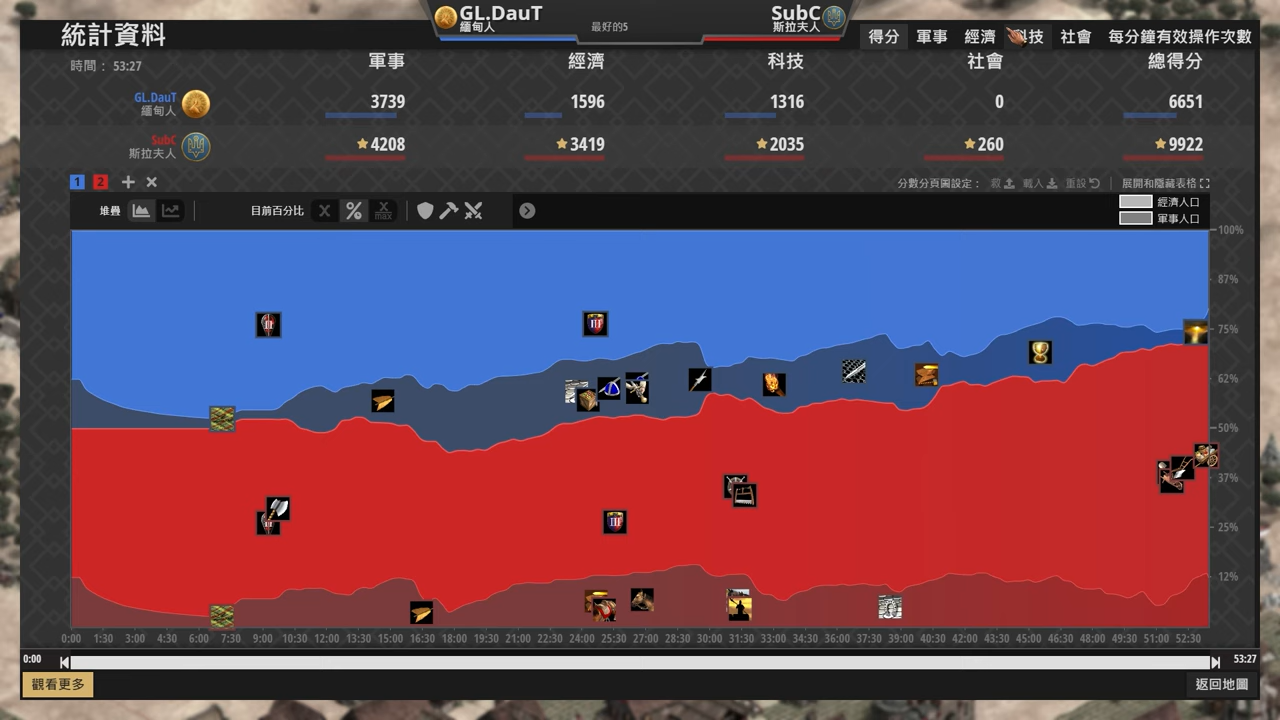 GL.DauT
緬甸人
最好的5
SubC
斯拉夫人
統計資料
得分 軍事 經濟 科技 社會 每分鐘有效操作次數
時間： 53:27
軍事 經濟 科技 社會 總得分
GL.DauT
緬甸人
3739 1596 1316 0 6651
SubC
斯拉夫人
4208 3419 2035 260 9922
1 2
分數分頁圖設定： 載入 重設 展開和隱藏表格
堆疊 目前百分比 X % X max
經濟人口
軍事人口
100%
87%
75%
62%
50%
37%
25%
12%
0:00 1:30 3:00 4:30 6:00 7:30 9:00 10:30 12:00 13:30 15:00 16:30 18:00 19:30 21:00 22:30 24:00 25:30 27:00 28:30 30:00 31:30 33:00 34:30 36:00 37:30 39:00 40:30 42:00 43:30 45:00 46:30 48:00 49:30 51:00 52:30
0:00 53:27
觀看更多 返回地圖